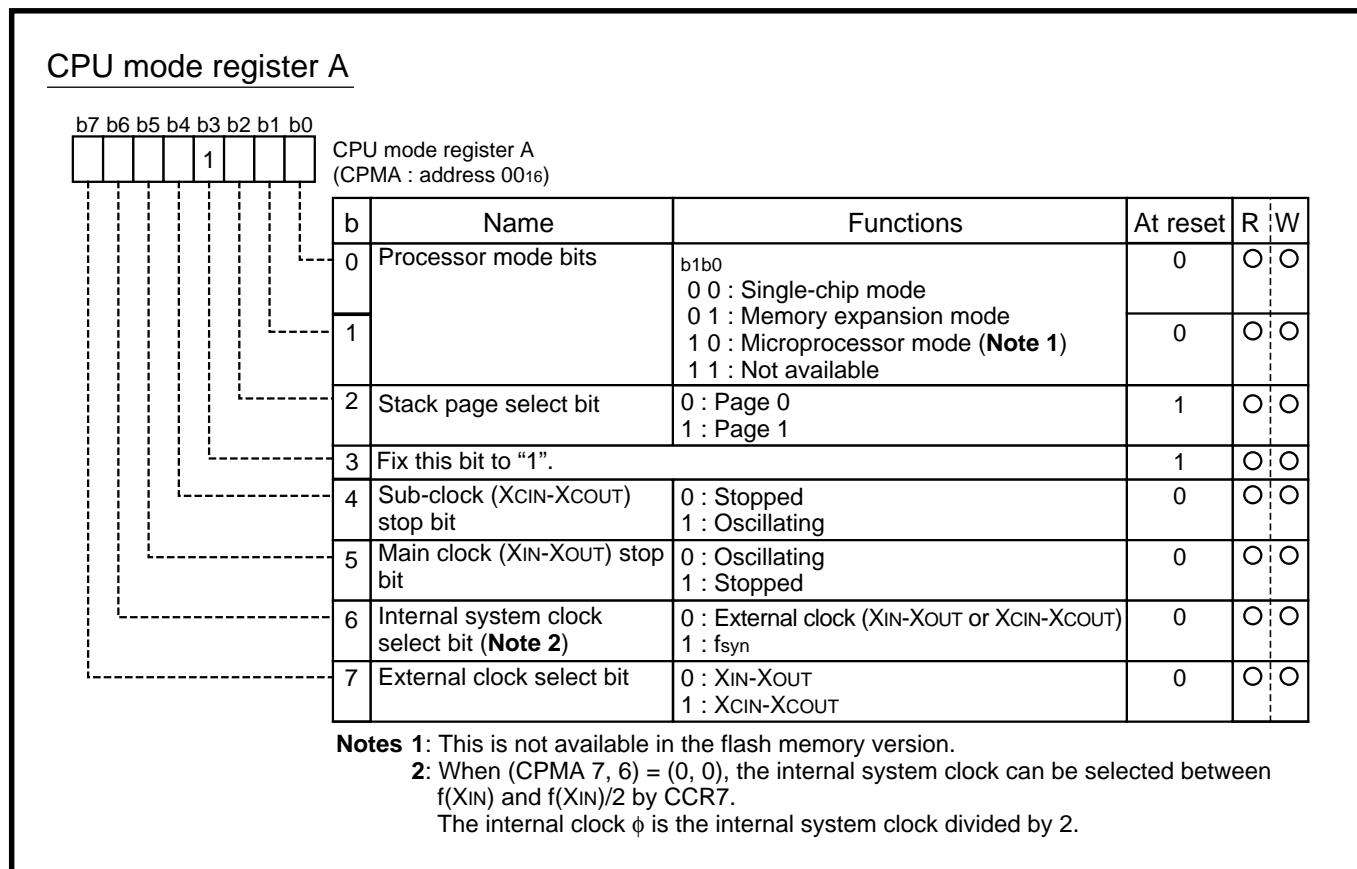 CPU mode register A
b7 b6 b5 b4 b3 b2 b1 b0
1
CPU mode register A
(CPMA : address 0016)
b Name Functions At reset R W
0 Processor mode bits b1b0 0 ○ ○
0 0 : Single-chip mode
0 1 : Memory expansion mode
1 1 0 : Microprocessor mode (Note 1) 0 ○ ○
1 1 : Not available
2 Stack page select bit 0 : Page 0 1 ○ ○
1 : Page 1
3 Fix this bit to “1”. 1 ○ ○
4 Sub-clock (XCIN-XCOUT) 0 : Stopped 0 ○ ○
stop bit 1 : Oscillating
5 Main clock (XIN-XOUT) stop 0 : Oscillating 0 ○ ○
bit 1 : Stopped
6 Internal system clock 0 : External clock (XIN-XOUT or XCIN-XCOUT) 0 ○ ○
select bit (Note 2) 1 : fsyn
7 External clock select bit 0 : XIN-XOUT 0 ○ ○
1 : XCIN-XCOUT
Notes 1: This is not available in the flash memory version.
2: When (CPMA 7, 6) = (0, 0), the internal system clock can be selected between
f(XIN) and f(XIN)/2 by CCR7.
The internal clock ϕ is the internal system clock divided by 2.